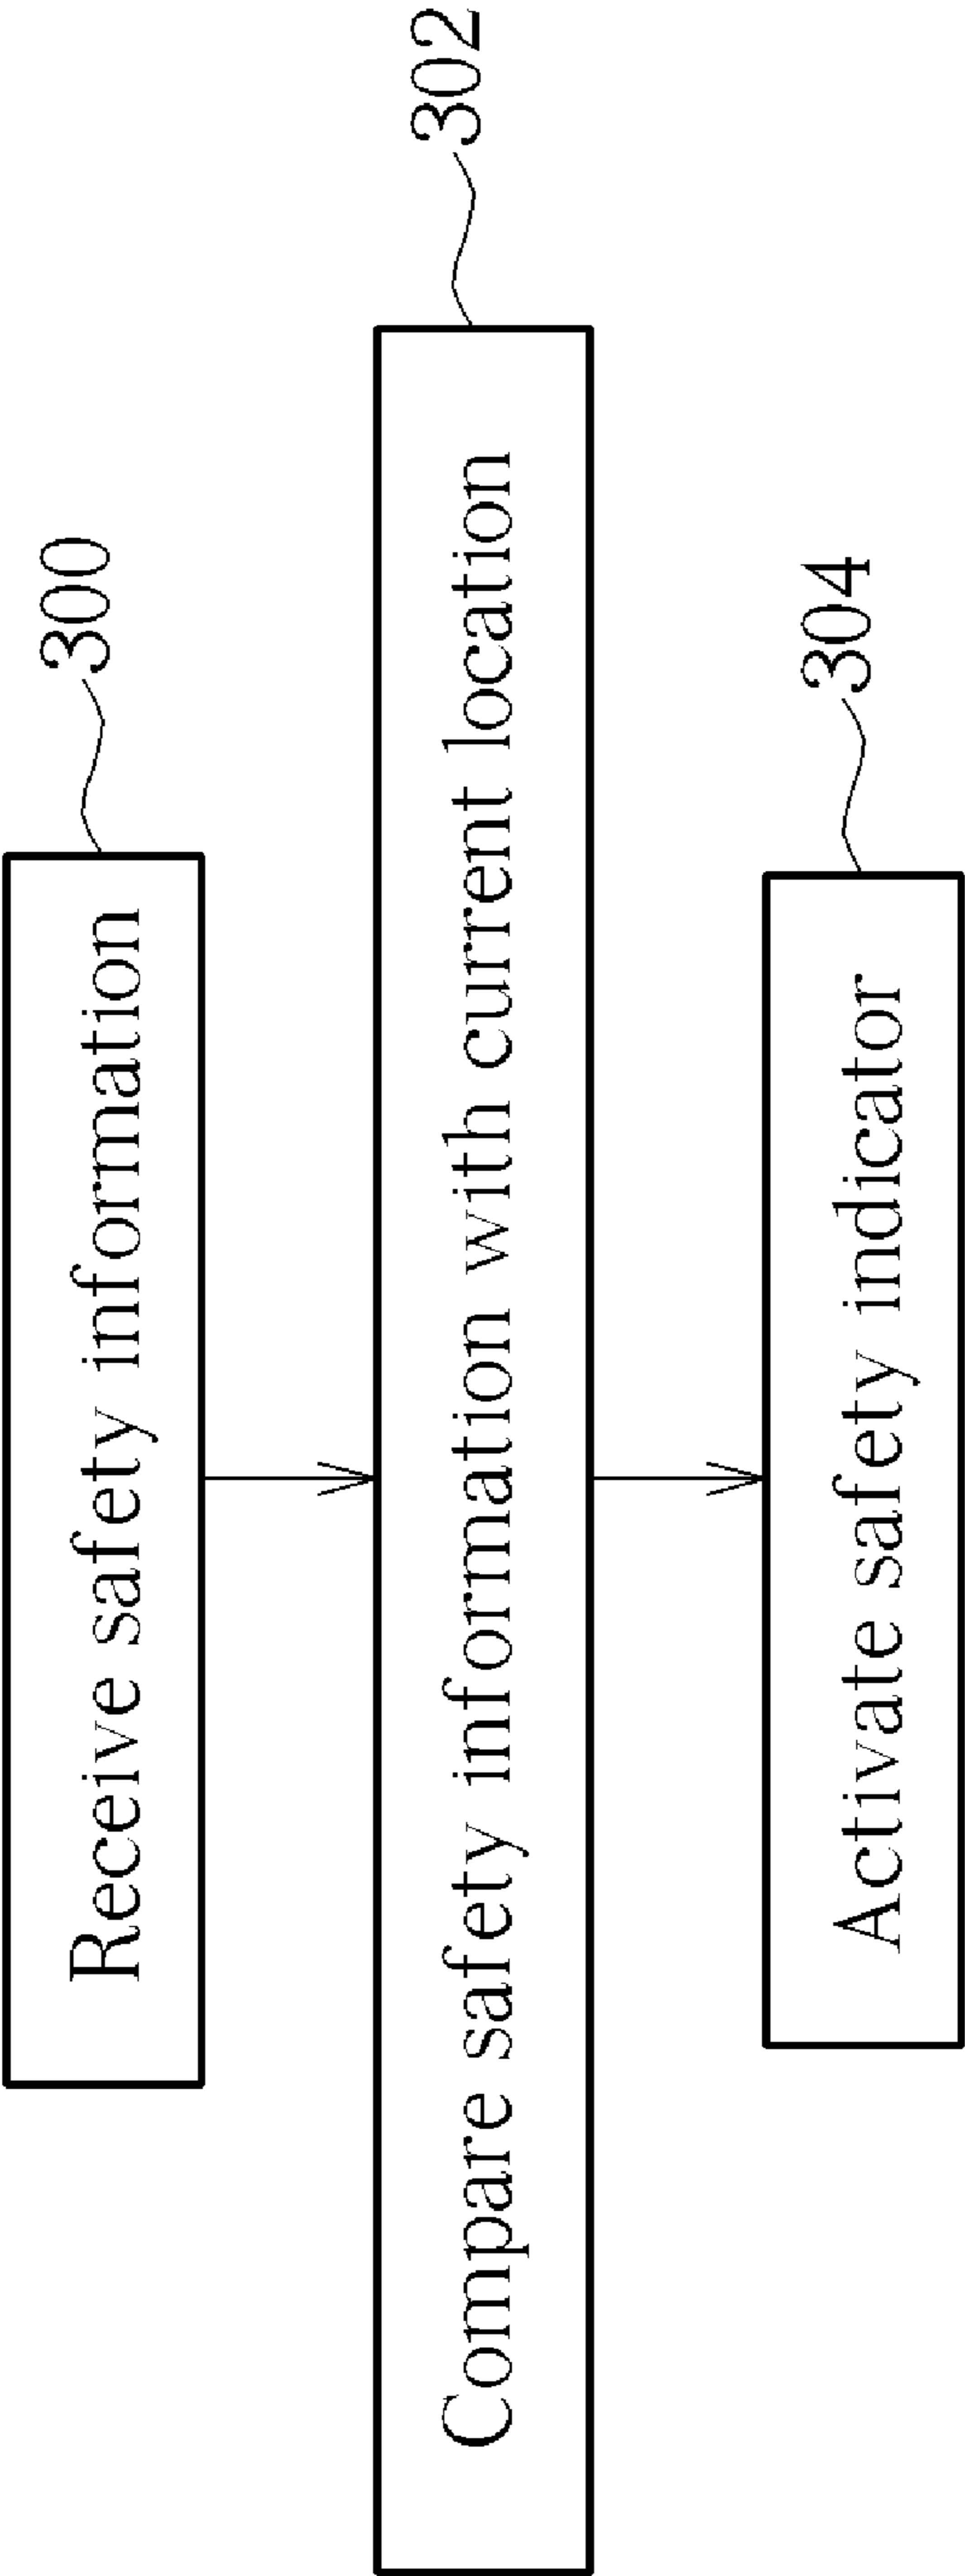 Receive safety information
300
Compare safety information with current location
302
Activate safety indicator
304